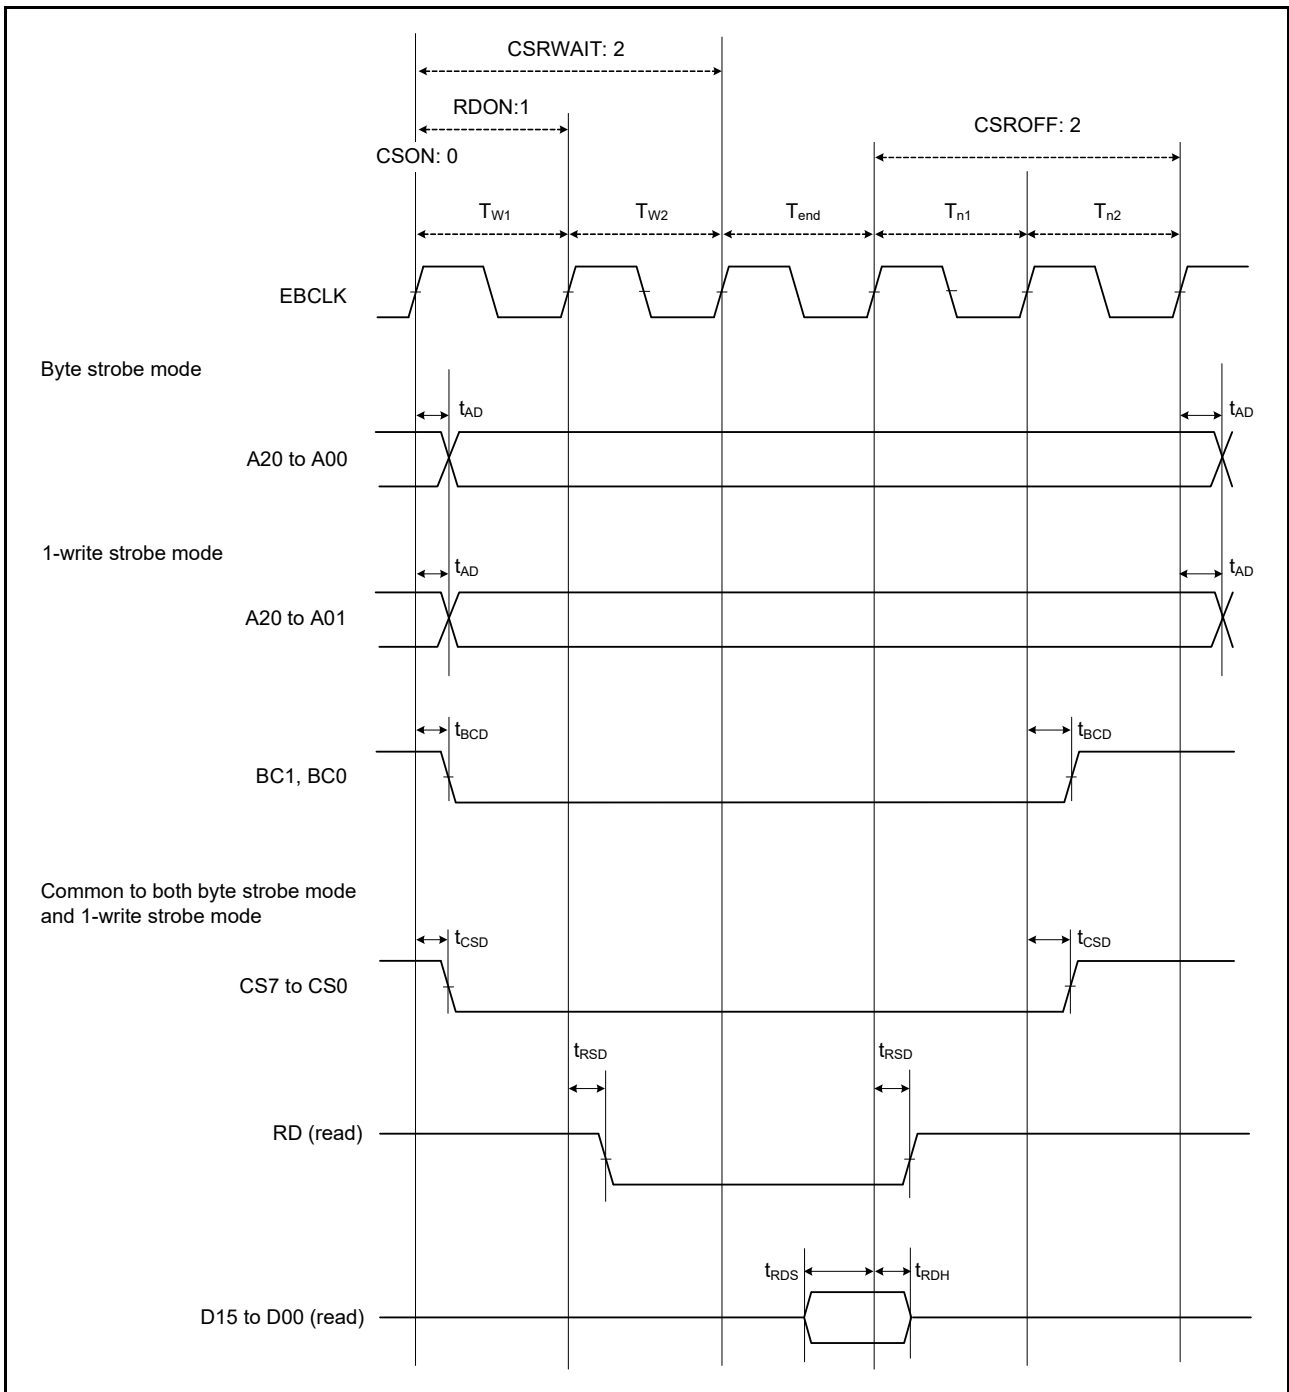 CSRWAIT: 2
RDON:1
CSROFF: 2
CSON: 0
TW1
TW2
Tend
Tn1
Tn2
EBCLK
Byte strobe mode
tAD
tAD
A20 to A00
1-write strobe mode
tAD
tAD
A20 to A01
tBCD
tBCD
BC1, BC0
Common to both byte strobe mode
and 1-write strobe mode
tCSD
tCSD
CS7 to CS0
tRSD
tRSD
RD (read)
tRDS
tRDH
D15 to D00 (read)